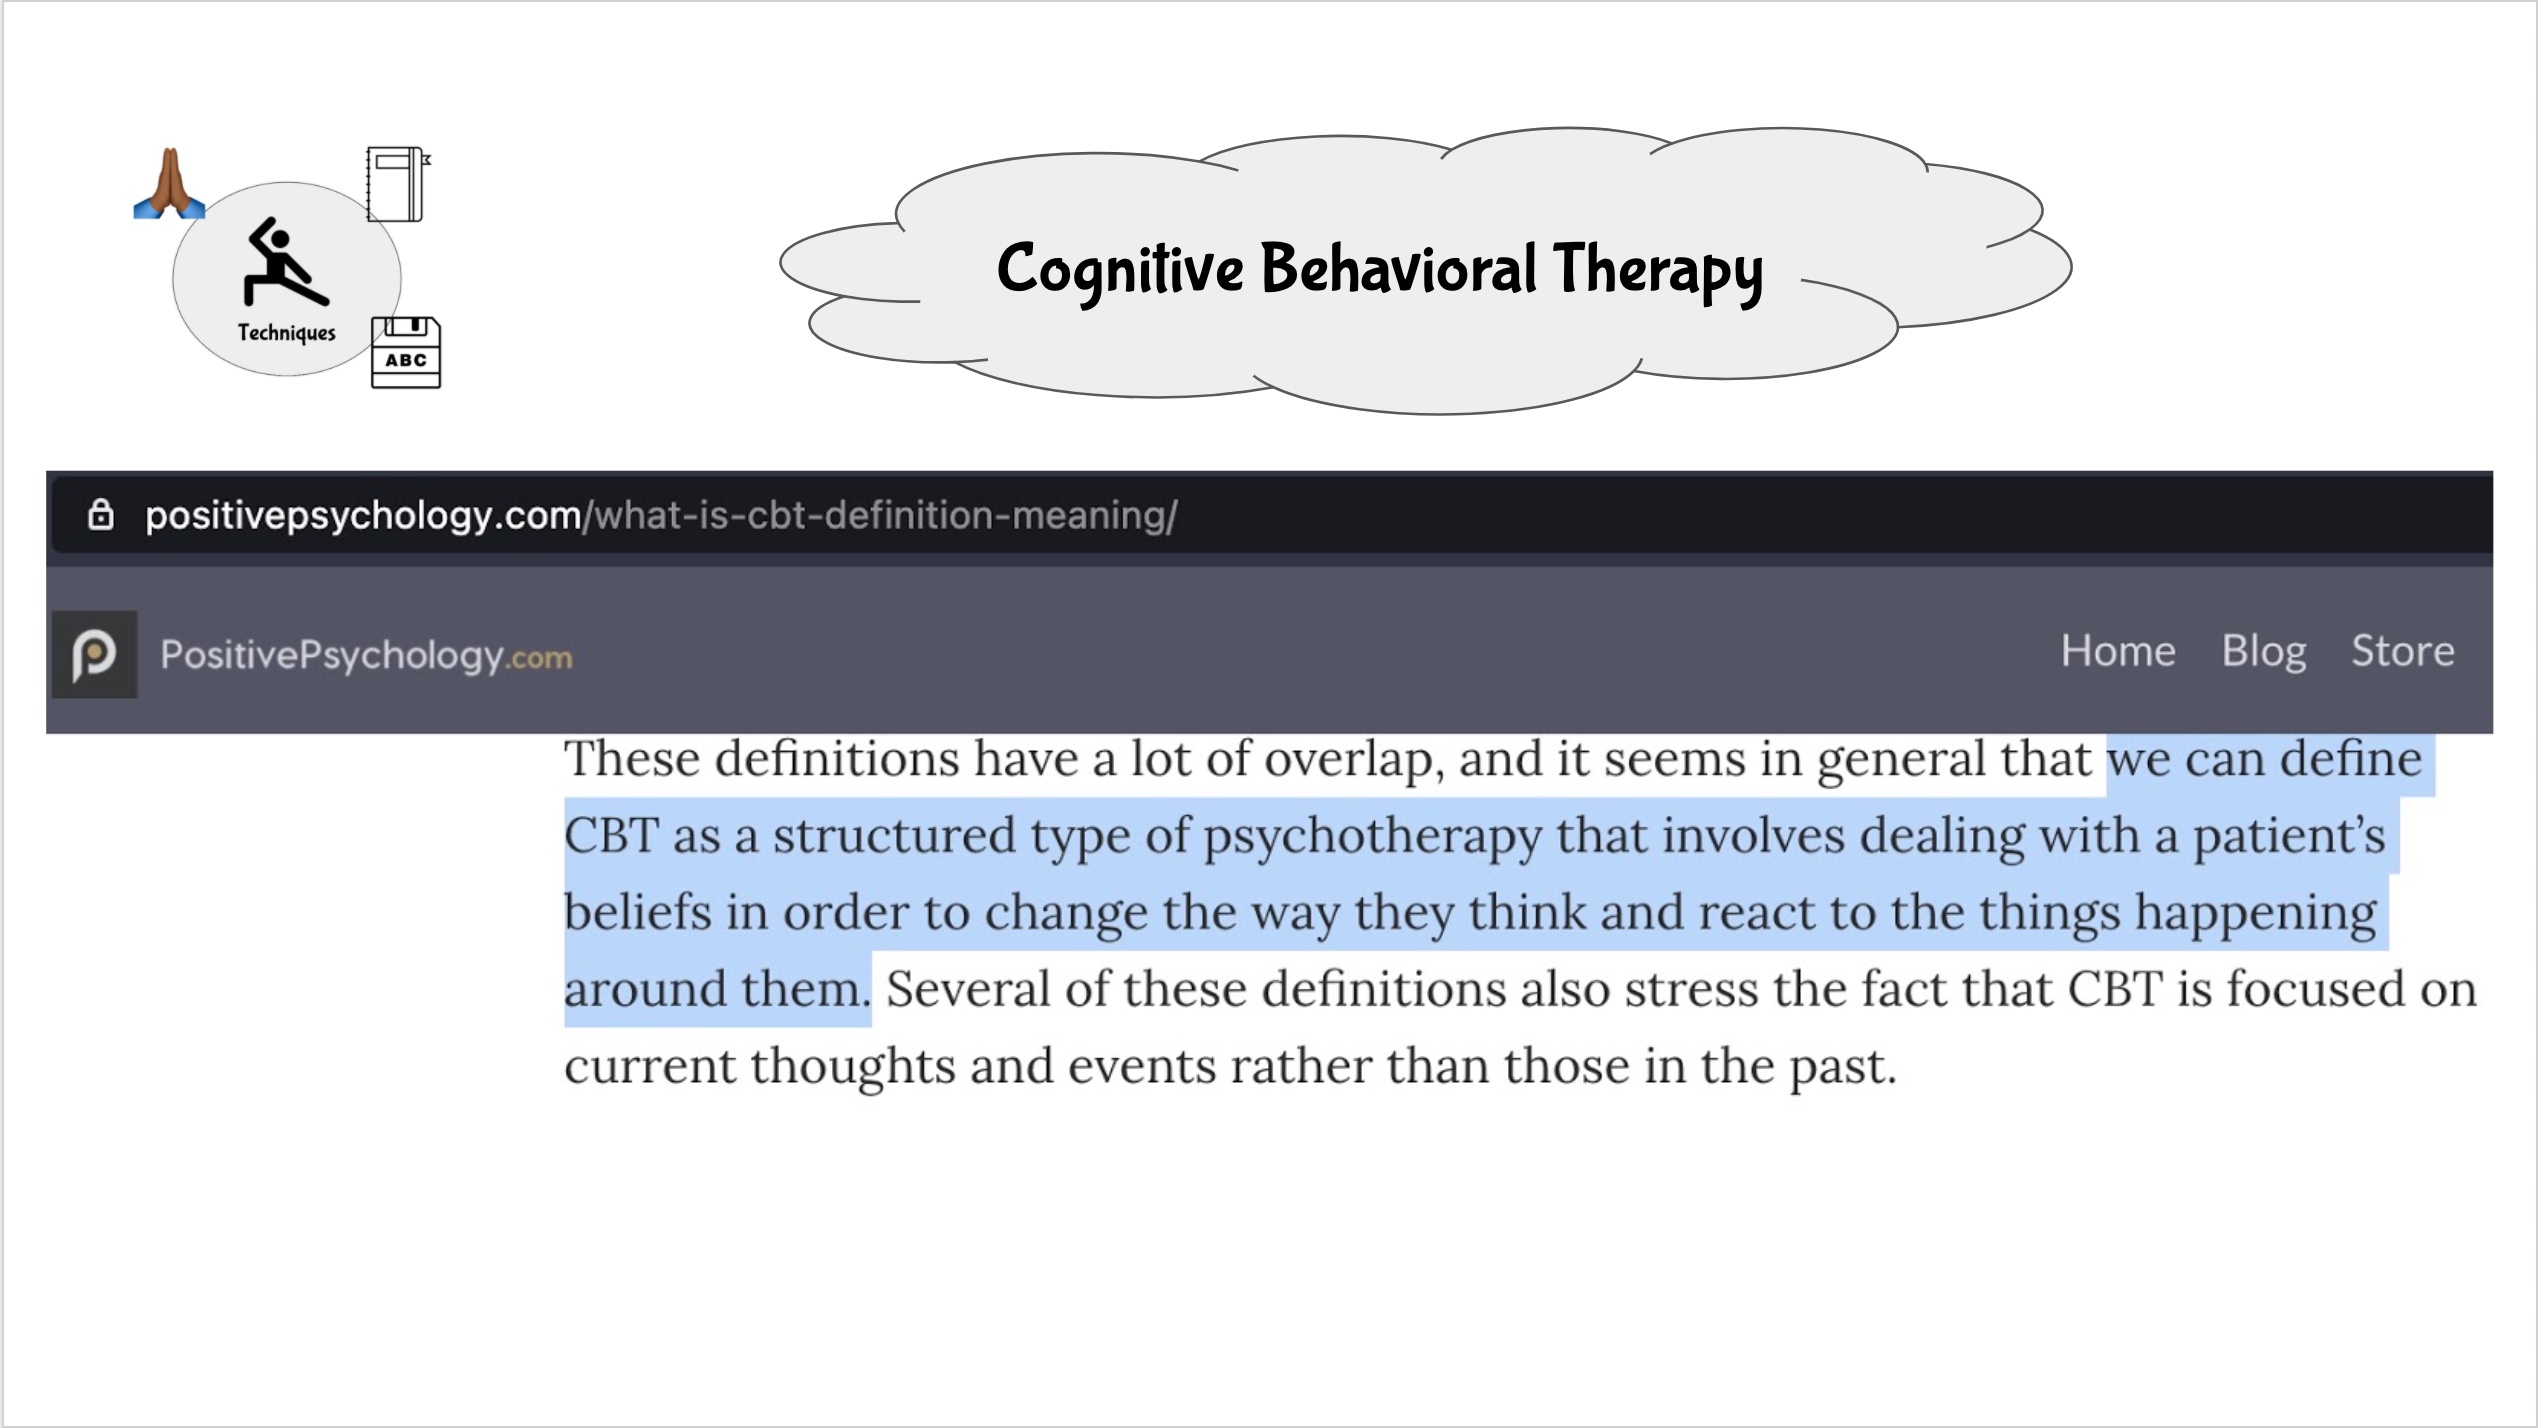 Cognitive Behavioral Therapy
Techniques
ABC
positivepsychology.com/what-is-cbt-definition-meaning/
PositivePsychology.com
Home Blog Store
These definitions have a lot of overlap, and it seems in general that we can define
CBT as a structured type of psychotherapy that involves dealing with a patient’s
beliefs in order to change the way they think and react to the things happening
around them. Several of these definitions also stress the fact that CBT is focused on
current thoughts and events rather than those in the past.